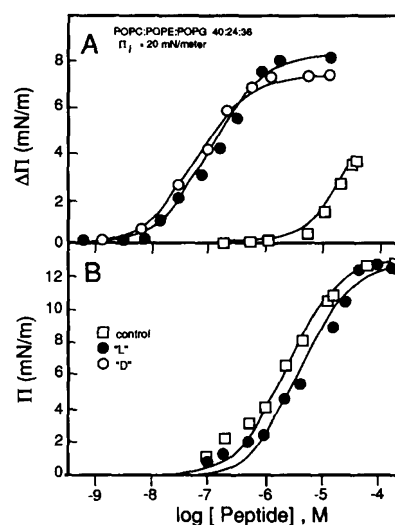 A
POPC:POPE:POPG 40:24:36
Πi = 20 mN/meter
ΔΠ (mN/m)
8
6
4
2
0
B
Π (mN/m)
12
10
8
6
4
2
0
control
"L"
"D"
-9 -8 -7 -6 -5 -4
log [ Peptide] , M